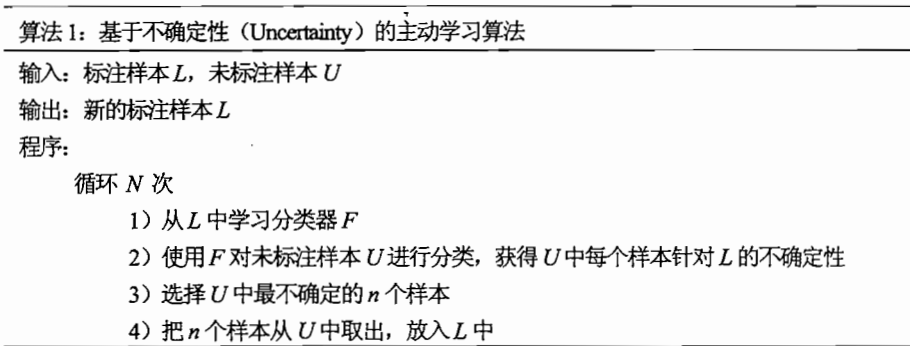 算法 1：基于不确定性（Uncertainty）的主动学习算法
输入：标注样本 L，未标注样本 U
输出：新的标注样本 L
程序：
循环 N 次
1）从 L 中学习分类器 F
2）使用 F 对未标注样本 U 进行分类，获得 U 中每个样本针对 L 的不确定性
3）选择 U 中最不确定的 n 个样本
4）把 n 个样本从 U 中取出，放入 L 中